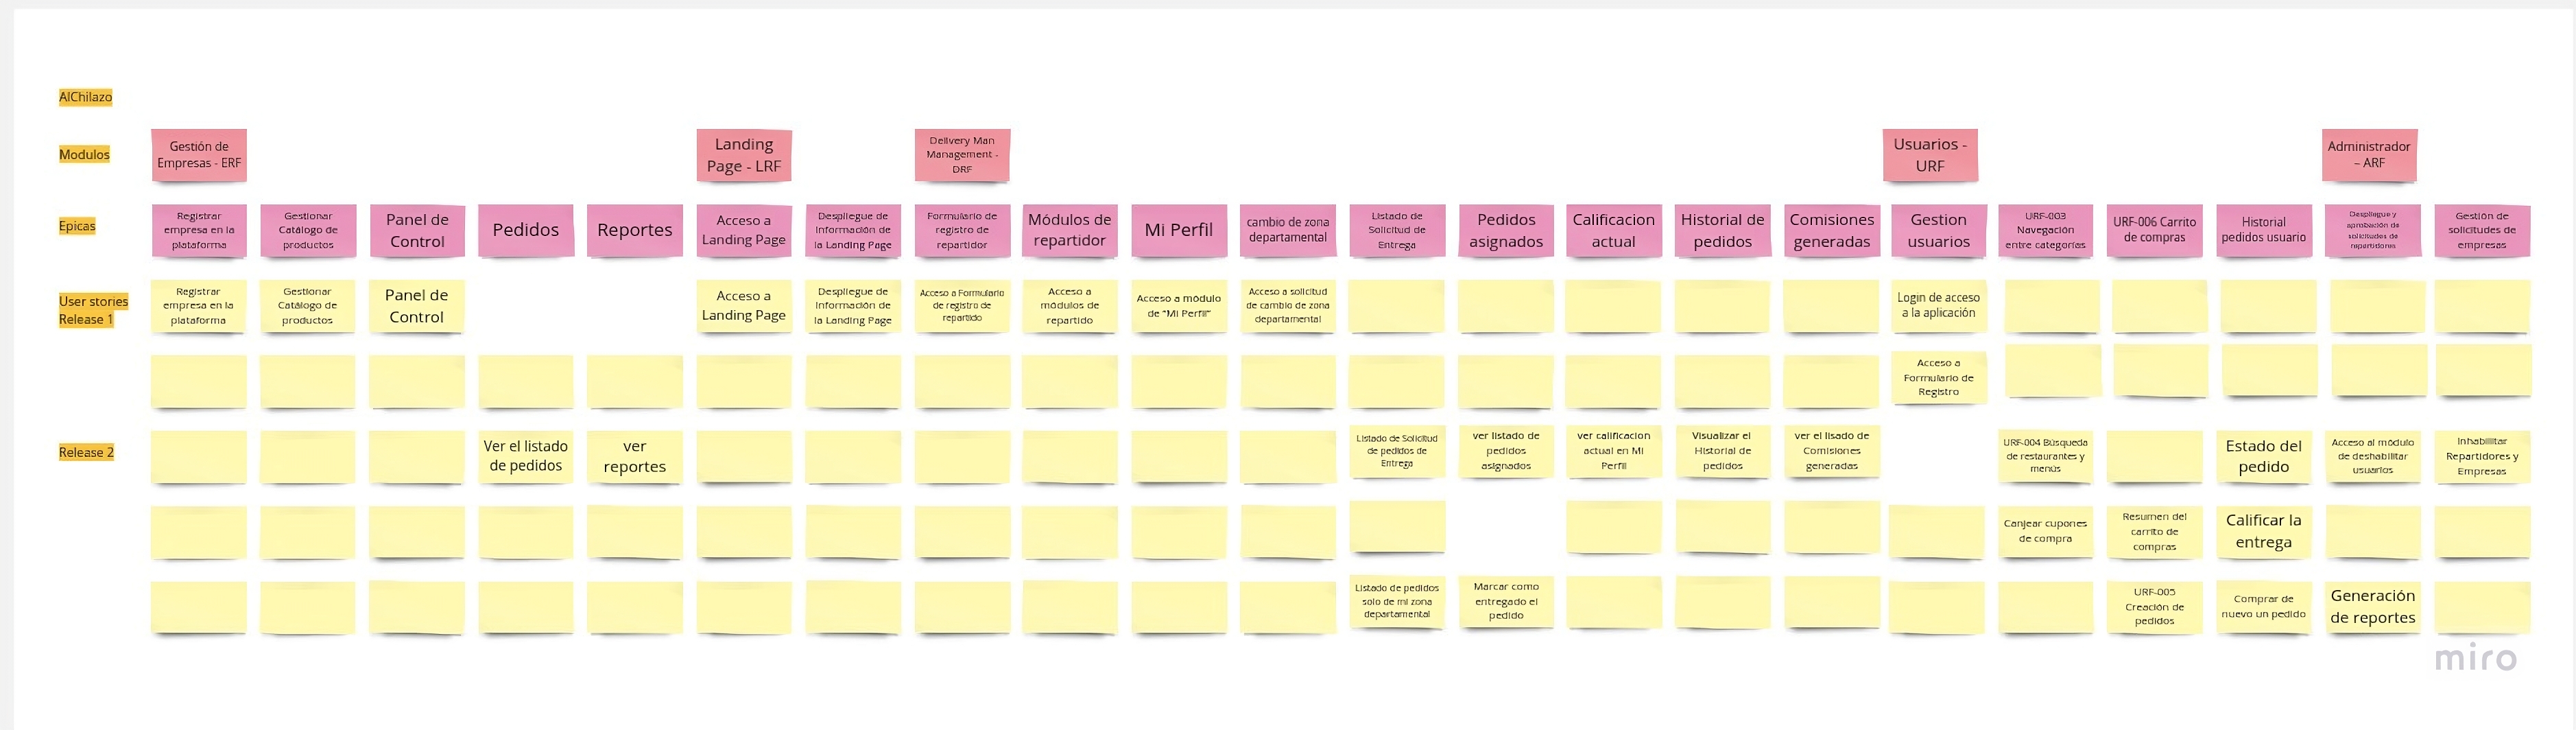 AlChilazo
Modulos
Gestión de
Empresas - ERF
Landing
Page - LRF
Delivery Man
Management -
DRF
Usuarios -
URF
Administrador
– ARF
Epicas
Registrar
empresa en la
plataforma
Gestionar
Catálogo de
productos
Panel de
Control
Pedidos
Reportes
Acceso a
Landing Page
Despliegue de
Información de
la Landing Page
Formulario de
registro de
repartidor
Módulos de
repartidor
Mi Perfil
cambio de zona
departamental
Listado de
Solicitud de
Entrega
Pedidos
asignados
Calificacion
actual
Historial de
pedidos
Comisiones
generadas
Gestion
usuarios
URF-003
Navegación
entre categorías
URF-006 Carrito
de compras
Historial
pedidos usuario
Despliegue y
aprobación de
solicitudes de
repartidores
Gestión de
solicitudes de
empresas
User stories
Release 1
Registrar
empresa en la
plataforma
Gestionar
Catálogo de
productos
Panel de
Control
Acceso a
Landing Page
Despliegue de
Información de
la Landing Page
Acceso a Formulario
de registro de
repartido
Acceso a
módulos de
repartido
Acceso a módulo
de "Mi Perfil"
Acceso a solicitud
de cambio de zona
departamental
Login de acceso
a la aplicación
Acceso a
Formulario de
Registro
Release 2
Ver el listado
de pedidos
ver
reportes
Listado de Solicitud
de pedidos de
Entrega
ver listado de
pedidos
asignados
ver calificacion
actual en Mi
Perfil
Visualizar el
Historial de
pedidos
ver el lisado de
Comisiones
generadas
URF-004 Búsqueda
de restaurantes y
menús
Estado del
pedido
Acceso al módulo
de deshabilitar
usuarios
Inhabilitar
Repartidores y
Empresas
Canjear cupones
de compra
Resumen del
carrito de
compras
Calificar la
entrega
Listado de pedidos
solo de mi zona
departamental
Marcar como
entregado el
pedido
URF-005
Creación de
pedidos
Comprar de
nuevo un pedido
Generación
de reportes
miro